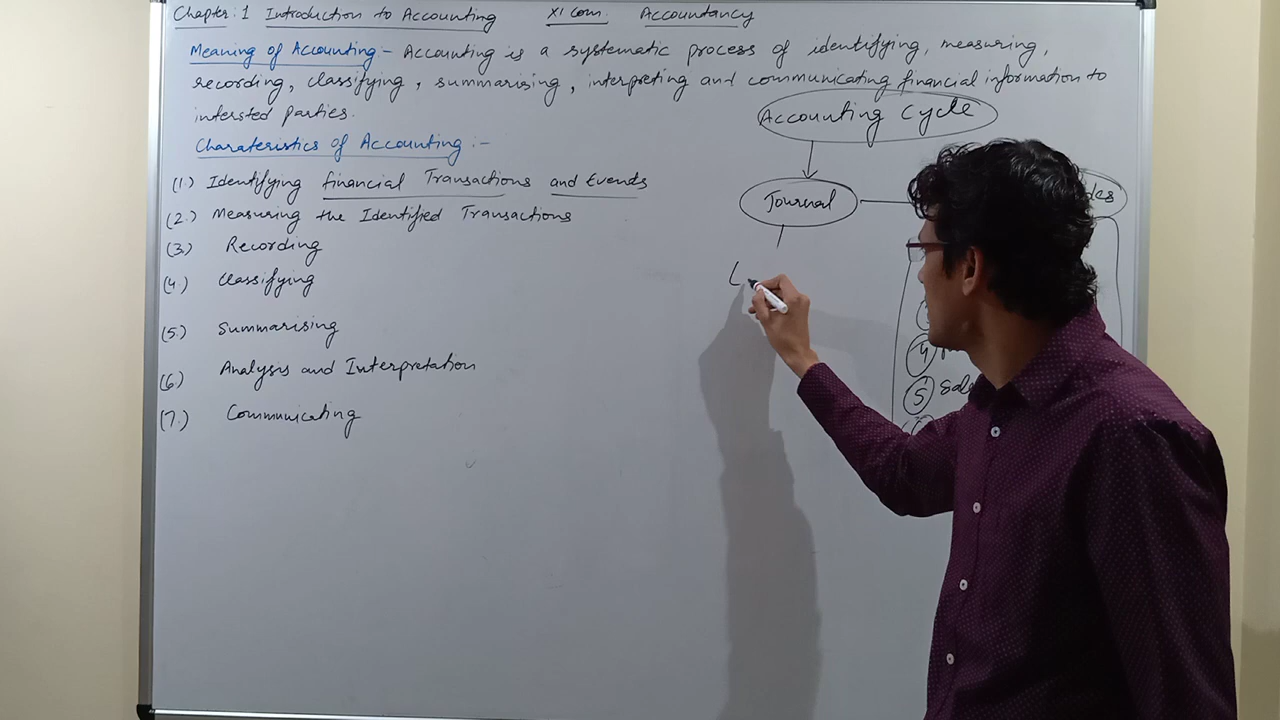 Chapter: 1 Introduction to Accounting XI Com. Accountancy
Meaning of Accounting:- Accounting is a systematic process of identifying, measuring,
recording, classifying, summarising, interpreting and communicating financial information to
intersted parties.
Charateristics of Accounting:-
(1.) Identifying financial Transactions and Events
(2.) Measuring the Identified Transactions
(3.) Recording
(4.) Classifying
(5.) Summarising
(6) Analysis and Interpretation
(7.) Communicating
Accounting Cycle
Journal
L
4
5